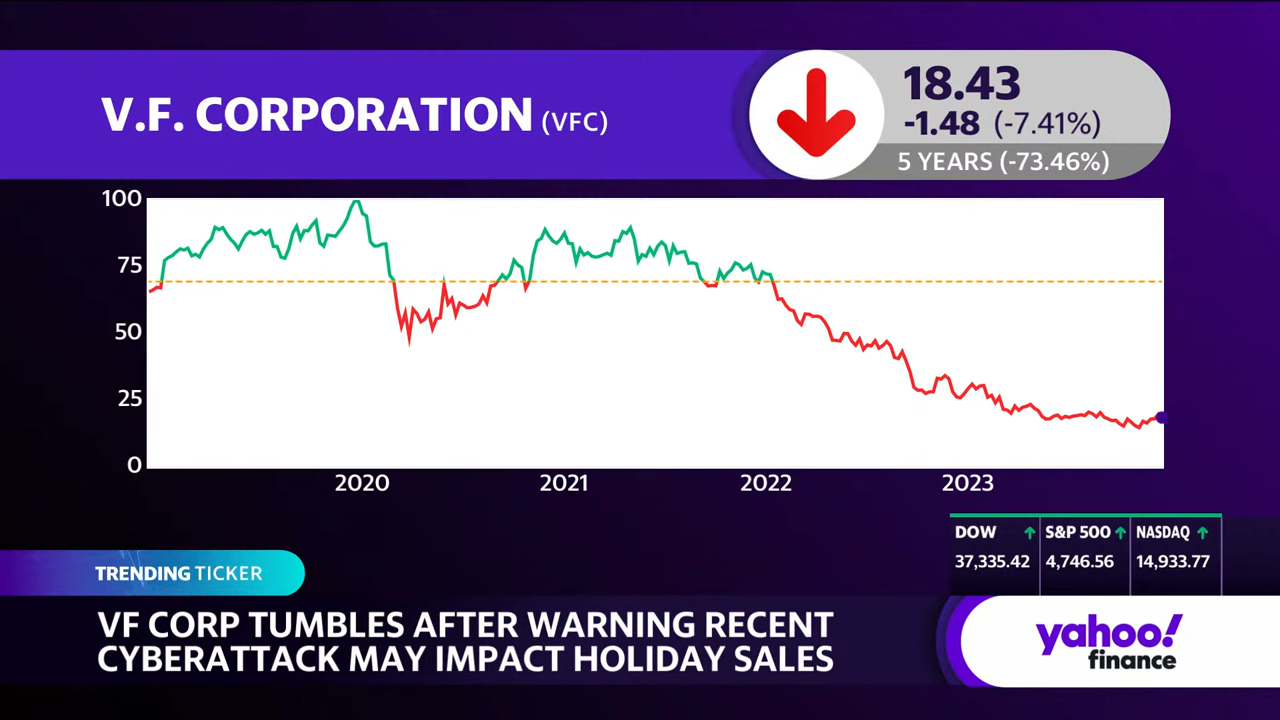 V.F. CORPORATION (VFC)
18.43
-1.48 (-7.41%)
5 YEARS (-73.46%)
100
75
50
25
0
2020 2021 2022 2023
DOW S&P 500 NASDAQ
37,335.42 4,746.56 14,933.77
TRENDING TICKER
VF CORP TUMBLES AFTER WARNING RECENT
CYBERATTACK MAY IMPACT HOLIDAY SALES
yahoo!
finance